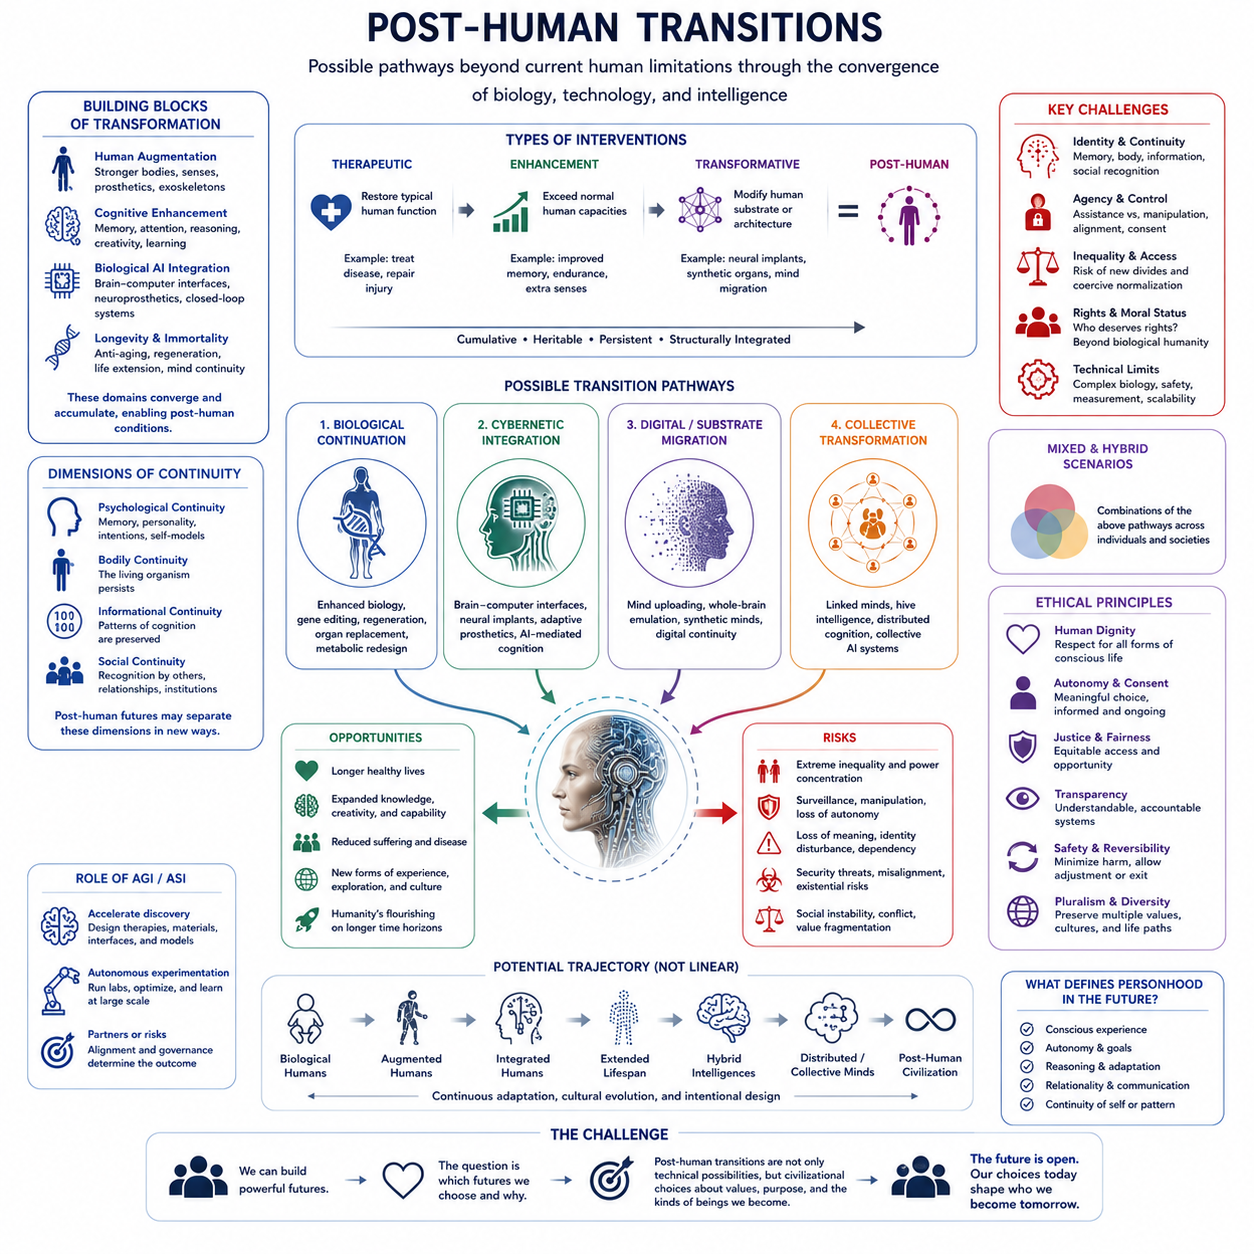 POST-HUMAN TRANSITIONS
Possible pathways beyond current human limitations through the convergence
of biology, technology, and intelligence
BUILDING BLOCKS
OF TRANSFORMATION
Human Augmentation
Stronger bodies, senses,
prosthetics, exoskeletons
Cognitive Enhancement
Memory, attention, reasoning,
creativity, learning
Biological AI Integration
Brain-computer interfaces,
neuroprosthetics, closed-loop
systems
Longevity & Immortality
Anti-aging, regeneration,
life extension, mind continuity
These domains converge and
accumulate, enabling post-human
conditions.
TYPES OF INTERVENTIONS
THERAPEUTIC
Restore typical
human function
Example: treat
disease, repair
injury
ENHANCEMENT
Exceed normal
human capacities
Example: improved
memory, endurance,
extra senses
TRANSFORMATIVE
Modify human
substrate or
architecture
Example: neural implants,
synthetic organs, mind
migration
=
POST-HUMAN
Cumulative • Heritable • Persistent • Structurally Integrated
KEY CHALLENGES
Identity & Continuity
Memory, body, information,
social recognition
Agency & Control
Assistance vs, manipulation,
alignment, consent
Inequality & Access
Risk of new divides and
coercive normalization
Rights & Moral Status
Who deserves rights?
Beyond biological humanity
Technical Limits
Complex biology, safety,
measurement, scalability
DIMENSIONS OF CONTINUITY
Psychological Continuity
Memory, personality,
intentions, self-models
Bodily Continuity
The living organism
persists
100
100
Informational Continuity
Patterns of cognition
are preserved
Social Continuity
Recognition by others,
relationships, institutions
Post-human futures may separate
these dimensions in new ways.
POSSIBLE TRANSITION PATHWAYS
1. BIOLOGICAL
CONTINUATION
Enhanced biology,
gene editing, regeneration,
organ replacement,
metabolic redesign
2. CYBERNETIC
INTEGRATION
Brain-computer interfaces,
neural implants, adaptive
prosthetics, AI-mediated
cognition
3. DIGITAL / SUBSTRATE
MIGRATION
Mind uploading, whole-brain
emulation, synthetic minds,
digital continuity
4. COLLECTIVE
TRANSFORMATION
Linked minds, hive
intelligence, distributed
cognition, collective
AI systems
MIXED & HYBRID
SCENARIOS
Combinations of the
above pathways across
individuals and societies
OPPORTUNITIES
Longer healthy lives
Expanded knowledge,
creativity, and capability
Reduced suffering and disease
New forms of experience,
exploration, and culture
Humanity's flourishing
on longer time horizons
RISKS
Extreme inequality and power
concentration
Surveillance, manipulation,
loss of autonomy
Loss of meaning, identity
disturbance, dependency
Security threats, misalignment,
existential risks
Social instability, conflict,
value fragmentation
ETHICAL PRINCIPLES
Human Dignity
Respect for all forms of
conscious life
Autonomy & Consent
Meaningful choice,
informed and ongoing
Justice & Fairness
Equitable access and
opportunity
Transparency
Understandable, accountable
systems
Safety & Reversibility
Minimize harm, allow
adjustment or exit
Pluralism & Diversity
Preserve multiple values,
cultures, and life paths
ROLE OF AGI / ASI
Accelerate discovery
Design therapies, materials,
interfaces, and models
Autonomous experimentation
Run labs, optimize, and learn
at large scale
Partners or risks
Alignment and governance
determine the outcome
POTENTIAL TRAJECTORY (NOT LINEAR)
Biological
Humans
Augmented
Humans
Integrated
Humans
Extended
Lifespan
Hybrid
Intelligences
Distributed /
Collective Minds
Post-Human
Civilization
Continuous adaptation, cultural evolution, and intentional design
WHAT DEFINES PERSONHOOD
IN THE FUTURE?
Conscious experience
Autonomy & goals
Reasoning & adaptation
Relationality & communication
Continuity of self or pattern
THE CHALLENGE
We can build
powerful futures.
The question is
which futures we
choose and why.
Post-human transitions are not only
technical possibilities, but civilizational
choices about values, purpose, and the
kinds of beings we become.
The future is open.
Our choices today
shape who we
become tomorrow.